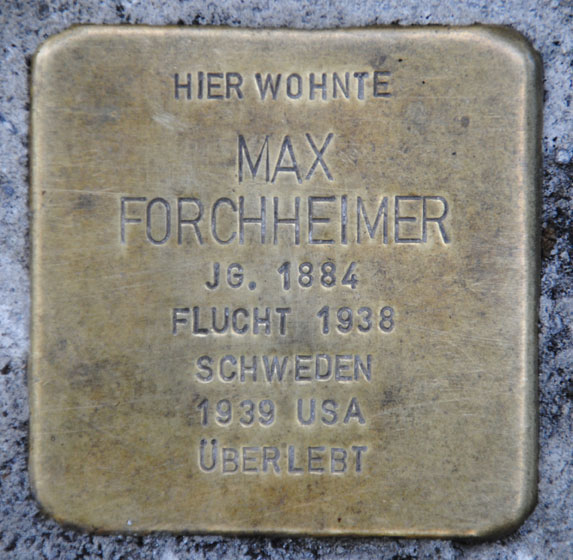 HIER WOHNTE
MAX
FORCHHEIMER
JG. 1884
FLUCHT 1938
SCHWEDEN
1939 USA
ÜBERLEBT